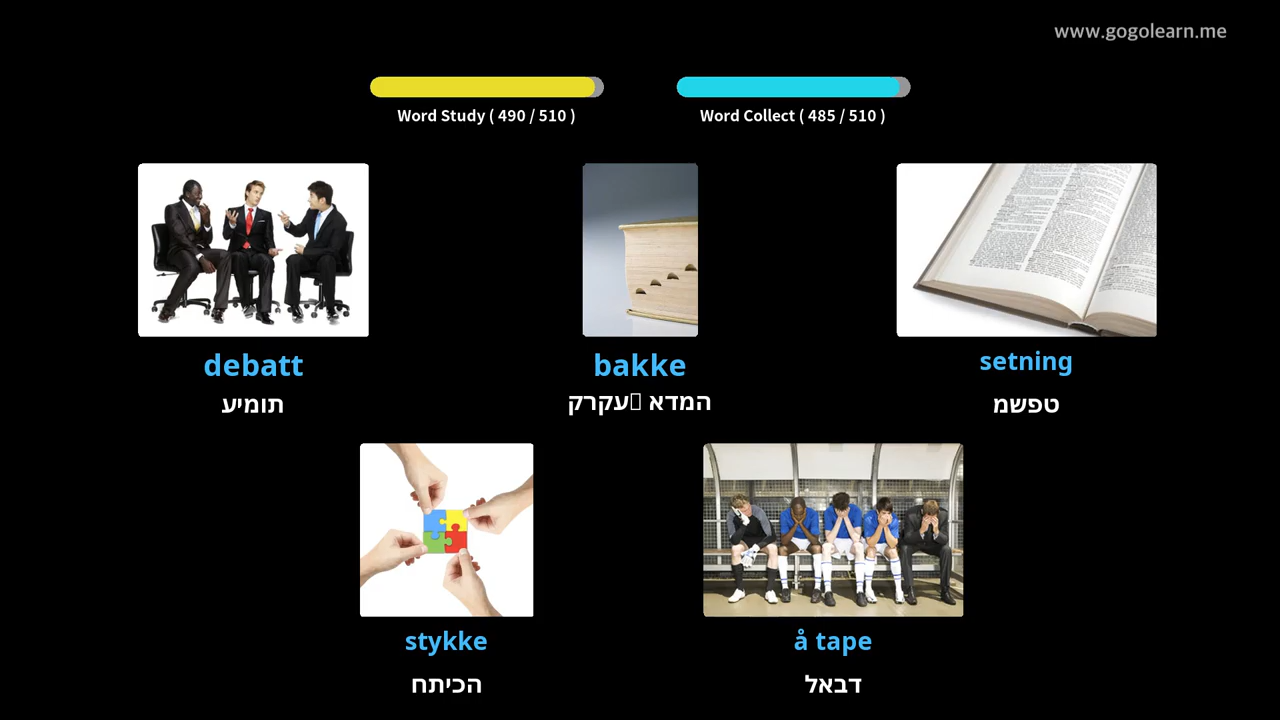 www.gogolearn.me
Word Study ( 490 / 510 )
Word Collect ( 485 / 510 )
debatt
תומיע
bakke
המדא עקרק
setning
טפשמ
stykke
הכיתח
å tape
דבאל